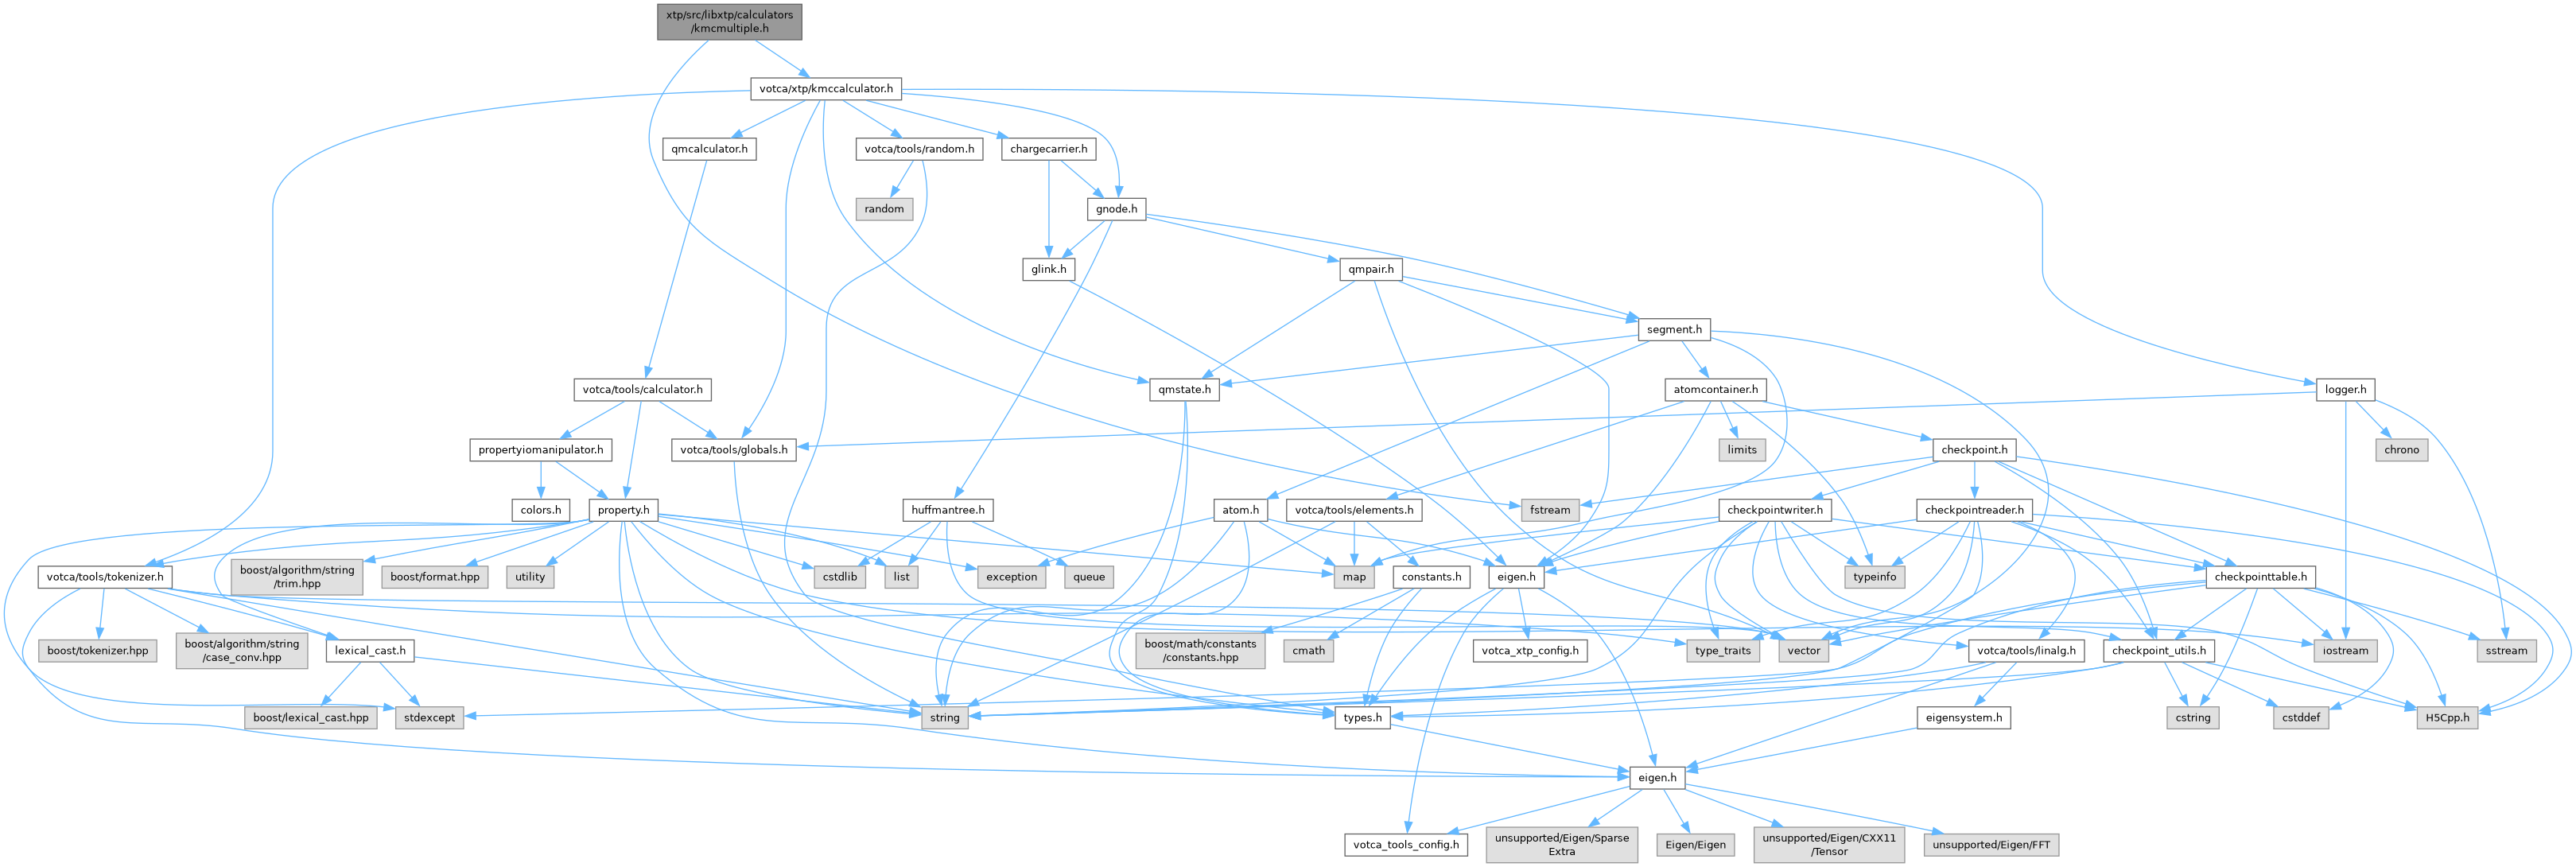 xtp/src/libxtp/calculators
/kmcmultiple.h
votca/xtp/kmccalculator.h
qmcalculator.h
votca/tools/random.h
chargecarrier.h
random
gnode.h
glink.h
qmpair.h
segment.h
votca/tools/calculator.h
qmstate.h
atomcontainer.h
logger.h
propertyiomanipulator.h
votca/tools/globals.h
limits
checkpoint.h
chrono
colors.h
property.h
huffmantree.h
atom.h
votca/tools/elements.h
fstream
checkpointwriter.h
checkpointreader.h
votca/tools/tokenizer.h
boost/algorithm/string
/trim.hpp
boost/format.hpp
utility
cstdlib
list
exception
queue
map
constants.h
eigen.h
typeinfo
checkpointtable.h
boost/tokenizer.hpp
boost/algorithm/string
/case_conv.hpp
lexical_cast.h
boost/math/constants
/constants.hpp
cmath
votca_xtp_config.h
type_traits
vector
votca/tools/linalg.h
checkpoint_utils.h
iostream
sstream
boost/lexical_cast.hpp
stdexcept
string
types.h
eigensystem.h
cstring
cstddef
H5Cpp.h
eigen.h
votca_tools_config.h
unsupported/Eigen/Sparse
Extra
Eigen/Eigen
unsupported/Eigen/CXX11
/Tensor
unsupported/Eigen/FFT